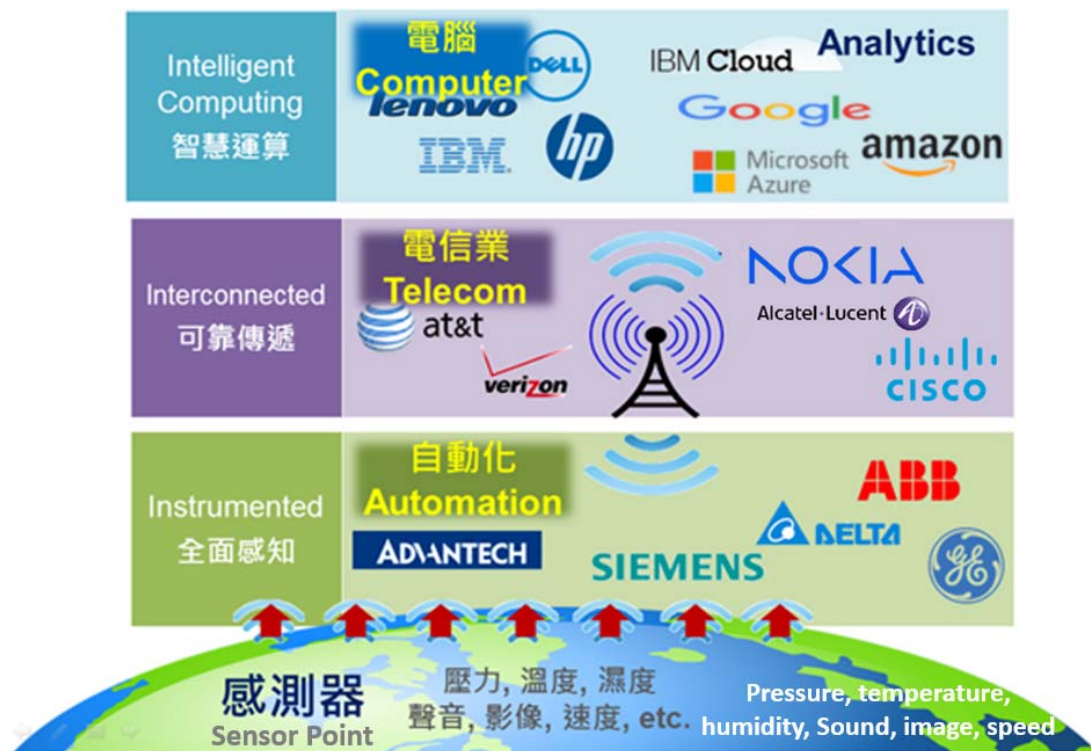 Intelligent
Computing
智慧運算
電腦
Computer
DELL
lenovo
IBM
hp
IBM Cloud
Analytics
Google
Microsoft
Azure
amazon
Interconnected
可靠傳遞
電信業
Telecom
at&t
verizon
NOKIA
Alcatel·Lucent
CISCO
Instrumented
全面感知
自動化
Automation
ADVANTECH
SIEMENS
ABB
DELTA
GE
感測器
Sensor Point
壓力, 溫度, 濕度
聲音, 影像, 速度, etc.
Pressure, temperature,
humidity, Sound, image, speed